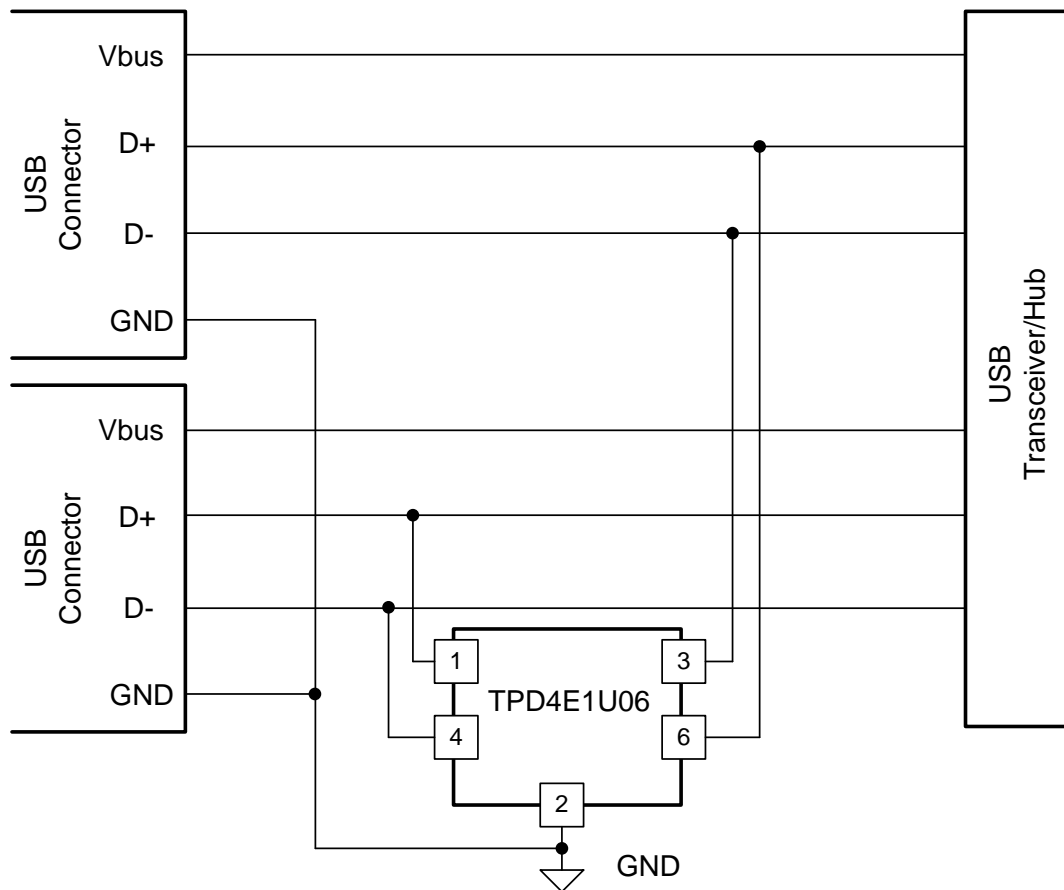 Vbus
D+
USB
Connector
D-
GND
Vbus
D+
USB
Connector
D-
GND
USB
Transceiver/Hub
1
3
TPD4E1U06
4
6
2
GND